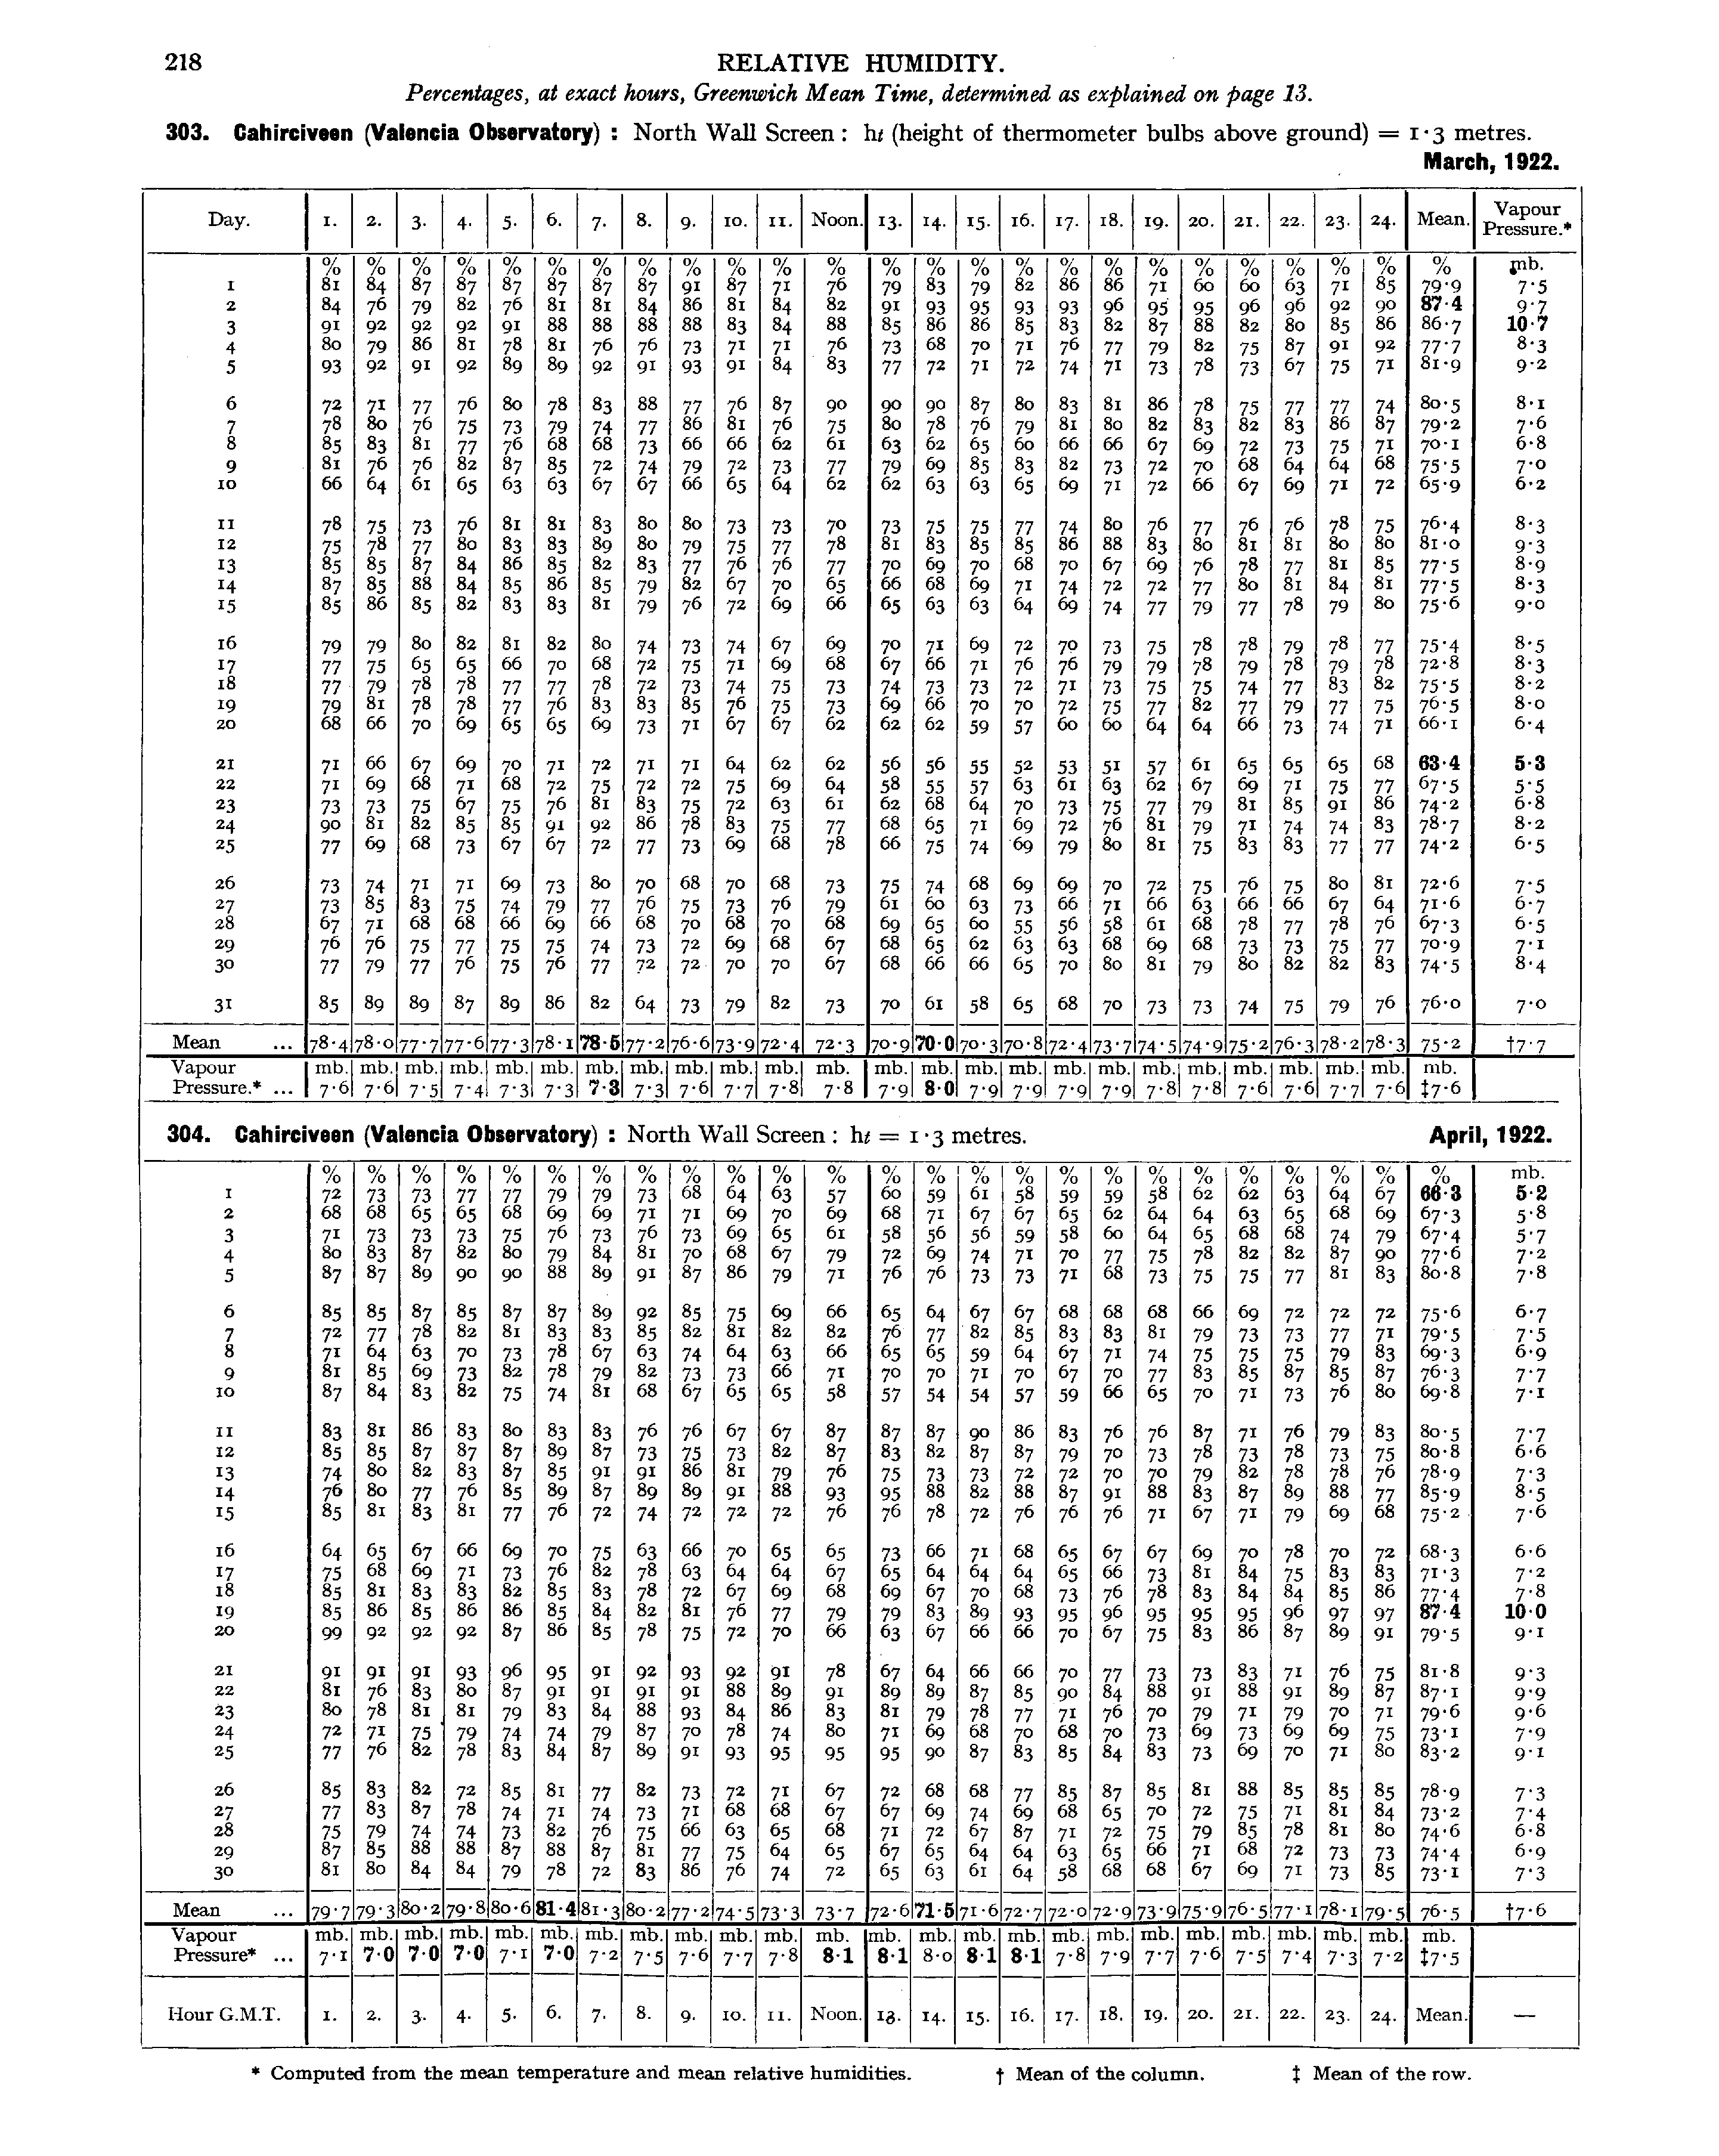 218
RELATIVE HUMIDITY.
Percentages, at exact hours, Greenwich Mean Time, determined as explained on page 13.
303. Cahirciveen (Valencia Observatory) : North Wall Screen : ht (height of thermometer bulbs above ground) = 1·3 metres.
March, 1922.
Day. 1. 2. 3. 4. 5. 6. 7. 8. 9. 10. 11. Noon. 13. 14. 15. 16. 17. 18. 19. 20. 21. 22. 23. 24. Mean. Vapour Pressure.*
% % % % % % % % % % % % % % % % % % % % % % % % % mb.
1 81 84 87 87 87 87 87 87 91 87 71 76 79 83 79 82 86 86 71 60 60 63 71 85 79·9 7·5
2 84 76 79 82 76 81 81 84 86 81 84 82 91 93 95 93 93 96 95 95 96 96 92 90 87·4 9·7
3 91 92 92 92 91 88 88 88 88 83 84 88 85 86 86 85 83 82 87 88 82 80 85 86 86·7 10·7
4 80 79 86 81 78 81 76 76 73 71 71 76 73 68 70 71 76 77 79 82 75 87 91 92 77·7 8·3
5 93 92 91 92 89 89 92 91 93 91 84 83 77 72 71 72 74 71 73 78 73 67 75 71 81·9 9·2
6 72 71 77 76 80 78 83 88 77 76 87 90 90 90 87 80 83 81 86 78 75 77 77 74 80·5 8·1
7 78 80 76 75 73 79 74 77 86 81 76 75 80 78 76 79 81 80 82 83 82 83 86 87 79·2 7·6
8 85 83 81 77 76 68 68 73 66 66 62 61 63 62 65 60 66 66 67 69 72 73 75 71 70·1 6·8
9 81 76 76 82 87 85 72 74 79 72 73 77 79 69 85 83 82 73 72 70 68 64 64 68 75·5 7·0
10 66 64 61 65 63 63 67 67 66 65 64 62 62 63 63 65 69 71 72 66 67 69 71 72 65·9 6·2
11 78 75 73 76 81 81 83 80 80 73 73 70 73 75 75 77 74 80 76 77 76 76 78 75 76·4 8·3
12 75 78 77 80 83 83 89 80 79 75 77 78 81 83 85 85 86 88 83 80 81 81 80 80 81·0 9·3
13 85 85 87 84 86 85 82 83 77 76 76 77 70 69 70 68 70 67 69 76 78 77 81 85 77·5 8·9
14 87 85 88 84 85 86 85 79 82 67 70 65 66 68 69 71 74 72 72 77 80 81 84 81 77·5 8·3
15 85 86 85 82 83 83 81 79 76 72 69 66 65 63 63 64 69 74 77 79 77 78 79 80 75·6 9·0
16 79 79 80 82 81 82 80 74 73 74 67 69 70 71 69 72 70 73 75 78 78 79 78 77 75·4 8·5
17 77 75 65 65 66 70 68 72 75 71 69 68 67 66 71 76 76 79 79 78 79 78 79 78 72·8 8·3
18 77 79 78 78 77 77 78 72 73 74 75 73 74 73 73 72 71 73 75 75 74 77 83 82 75·5 8·2
19 79 81 78 78 77 76 83 83 85 76 75 73 69 66 70 70 72 75 77 82 77 79 77 75 76·5 8·0
20 68 66 70 69 65 65 69 73 71 67 67 62 62 62 59 57 60 60 64 64 66 73 74 71 66·1 6·4
21 71 66 67 69 70 71 72 71 71 64 62 62 56 56 55 52 53 51 57 61 65 65 65 68 63·4 5·3
22 71 69 68 71 68 72 75 72 72 75 69 64 58 55 57 63 61 63 62 67 69 71 75 77 67·5 5·5
23 73 73 75 67 75 76 81 83 75 72 63 61 62 68 64 70 73 75 77 79 81 85 91 86 74·2 6·8
24 90 81 82 85 85 91 92 86 78 83 75 77 68 65 71 69 72 76 81 79 71 74 74 83 78·7 8·2
25 77 69 68 73 67 67 72 77 73 69 68 78 66 75 74 69 79 80 81 75 83 83 77 77 74·2 6·5
26 73 74 71 71 69 73 80 70 68 70 68 73 75 74 68 69 69 70 72 75 76 75 80 81 72·6 7·5
27 73 85 83 75 74 79 77 76 75 73 76 79 61 60 63 73 66 71 66 63 66 66 67 64 71·6 6·7
28 67 71 68 68 66 69 66 68 70 68 70 68 69 65 60 55 56 58 61 68 78 77 78 76 67·3 6·5
29 76 76 75 77 75 75 74 73 72 69 68 67 68 65 62 63 63 68 69 68 73 73 75 77 70·9 7·1
30 77 79 77 76 75 76 77 72 72 70 70 67 68 66 66 65 70 80 81 79 80 82 82 83 74·5 8·4
31 85 89 89 87 89 86 82 64 73 79 82 73 70 61 58 65 68 70 73 73 74 75 79 76 76·0 7·0
Mean ... 78·4 78·0 77·7 77·6 77·3 78·1 78·5 77·2 76·6 73·9 72·4 72·3 70·9 70·0 70·3 70·8 72·4 73·7 74·5 74·9 75·2 76·3 78·2 78·3 75·2 †7·7
Vapour mb. mb. mb. mb. mb. mb. mb. mb. mb. mb. mb. mb. mb. mb. mb. mb. mb. mb. mb. mb. mb. mb. mb. mb. mb.
Pressure.* ... 7·6 7·6 7·5 7·4 7·3 7·3 7·3 7·3 7·6 7·7 7·8 7·8 7·9 8·0 7·9 7·9 7·9 7·9 7·8 7·8 7·6 7·6 7·7 7·6 ‡7·6
304. Cahirciveen (Valencia Observatory) : North Wall Screen : ht = 1·3 metres.
April, 1922.
% % % % % % % % % % % % % % % % % % % % % % % % % mb.
1 72 73 73 77 77 79 79 73 68 64 63 57 60 59 61 58 59 59 58 62 62 63 64 67 66·3 5·2
2 68 68 65 65 68 69 69 71 71 69 70 69 68 71 67 67 65 62 64 64 63 65 68 69 67·3 5·8
3 71 73 73 73 75 76 73 76 73 69 65 61 58 56 56 59 58 60 64 65 68 68 74 79 67·4 5·7
4 80 83 87 82 80 79 84 81 70 68 67 79 72 69 74 71 70 77 75 78 82 82 87 90 77·6 7·2
5 87 87 89 90 90 88 89 91 87 86 79 71 76 76 73 73 71 68 73 75 75 77 81 83 80·8 7·8
6 85 85 87 85 87 87 89 92 85 75 69 66 65 64 67 67 68 68 68 66 69 72 72 72 75·6 6·7
7 72 77 78 82 81 83 83 85 82 81 82 82 76 77 82 85 83 83 81 79 73 73 77 71 79·5 7·5
8 71 64 63 70 73 78 67 63 74 64 63 66 65 65 59 64 67 71 74 75 75 75 79 83 69·3 6·9
9 81 85 69 73 82 78 79 82 73 73 66 71 70 70 71 70 67 70 77 83 85 87 85 87 76·3 7·7
10 87 84 83 82 75 74 81 68 67 65 65 58 57 54 54 57 59 66 65 70 71 73 76 80 69·8 7·1
11 83 81 86 83 80 83 83 76 76 67 67 87 87 87 90 86 83 76 76 87 71 76 79 83 80·5 7·7
12 85 85 87 87 87 89 87 73 75 73 82 87 83 82 87 87 79 70 73 78 73 78 73 75 80·8 6·6
13 74 80 82 83 87 85 91 91 86 81 79 76 75 73 73 72 72 70 70 79 82 78 78 76 78·9 7·3
14 76 80 77 76 85 89 87 89 89 91 88 93 95 88 82 88 87 91 88 83 87 89 88 77 85·9 8·5
15 85 81 83 81 77 76 72 74 72 72 72 76 76 78 72 76 76 76 71 67 71 79 69 68 75·2 7·6
16 64 65 67 66 69 70 75 63 66 70 65 65 73 66 71 68 65 67 67 69 70 78 70 72 68·3 6·6
17 75 68 69 71 73 76 82 78 63 64 64 67 65 64 64 64 65 66 73 81 84 75 83 83 71·3 7·2
18 85 81 83 83 82 85 83 78 72 67 69 68 69 67 70 68 73 76 78 83 84 84 85 86 77·4 7·8
19 85 86 85 86 86 85 84 82 81 76 77 79 79 83 89 93 95 96 95 95 95 96 97 97 87·4 10·0
20 99 92 92 92 87 86 85 78 75 72 70 66 63 67 66 66 70 67 75 83 86 87 89 91 79·5 9·1
21 91 91 91 93 96 95 91 92 93 92 91 78 67 64 66 66 70 77 73 73 83 71 76 75 81·8 9·3
22 81 76 83 80 87 91 91 91 91 88 89 91 89 89 87 85 90 84 88 91 88 91 89 87 87·1 9·9
23 80 78 81 81 79 83 84 88 93 84 86 83 81 79 78 77 71 76 70 79 71 79 70 71 79·6 9·6
24 72 71 75 79 74 74 79 87 70 78 74 80 71 69 68 70 68 70 73 69 73 69 69 75 73·1 7·9
25 77 76 82 78 83 84 87 89 91 93 95 95 95 90 87 83 85 84 83 73 69 70 71 80 83·2 9·1
26 85 83 82 72 85 81 77 82 73 72 71 67 72 68 68 77 85 87 85 81 88 85 85 85 78·9 7·3
27 77 83 87 78 74 71 74 73 71 68 68 67 67 69 74 69 68 65 70 72 75 71 81 84 73·2 7·4
28 75 79 74 74 73 82 76 75 66 63 65 68 71 72 67 87 71 72 75 79 85 78 81 80 74·6 6·8
29 87 85 88 88 87 88 87 81 77 75 64 65 67 65 64 64 63 65 66 71 68 72 73 73 74·4 6·9
30 81 80 84 84 79 78 72 83 86 76 74 72 65 63 61 64 58 68 68 67 69 71 73 85 73·1 7·3
Mean ... 79·7 79·3 80·2 79·8 80·6 81·4 81·3 80·2 77·2 74·5 73·3 73·7 72·6 71·5 71·6 72·7 72·0 72·9 73·9 75·9 76·5 77·1 78·1 79·5 76·5 †7·6
Vapour mb. mb. mb. mb. mb. mb. mb. mb. mb. mb. mb. mb. mb. mb. mb. mb. mb. mb. mb. mb. mb. mb. mb. mb. mb.
Pressure* ... 7·1 7·0 7·0 7·0 7·1 7·0 7·2 7·5 7·6 7·7 7·8 8·1 8·1 8·0 8·1 8·1 7·8 7·9 7·7 7·6 7·5 7·4 7·3 7·2 ‡7·5
Hour G.M.T. 1. 2. 3. 4. 5. 6. 7. 8. 9. 10. 11. Noon. 13. 14. 15. 16. 17. 18. 19. 20. 21. 22. 23. 24. Mean. —
* Computed from the mean temperature and mean relative humidities. † Mean of the column. ‡ Mean of the row.